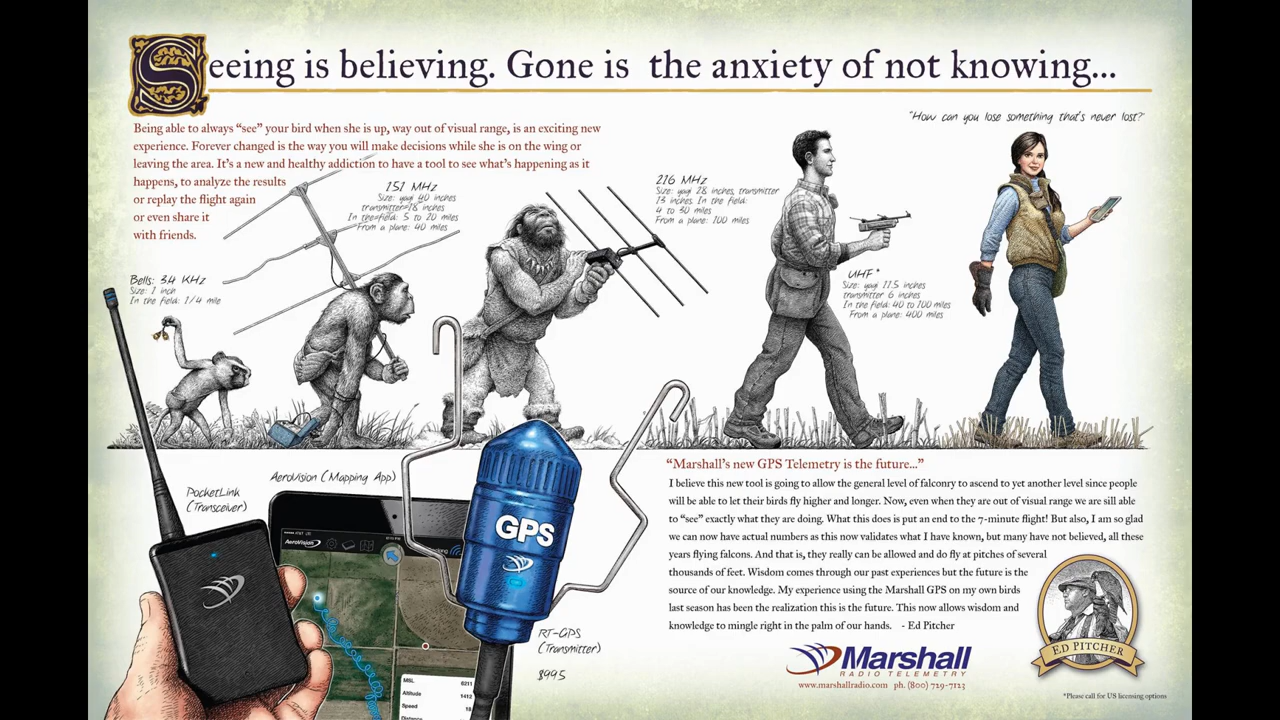 Seeing is believing. Gone is the anxiety of not knowing...
"How can you lose something that's never lost?"
Being able to always "see" your bird when she is up, way out of visual range, is an exciting new
experience. Forever changed is the way you will make decisions while she is on the wing or
leaving the area. It's a new and healthy addiction to have a tool to see what's happening as it
happens, to analyze the results
or replay the flight again
or even share it
with friends.
Bells: 34 KHz
Size: 1 inch
In the field: 1/4 mile
151 MHz
Size: yagi 40 inches
transmitter 18 inches
In the field: 5 to 20 miles
From a plane: 40 miles
216 MHz
Size: yagi 28 inches, transmitter
13 inches. In the field:
4 to 30 miles
From a plane: 100 miles
UHF*
Size: yagi 11.5 inches
transmitter 6 inches
In the field: 40 to 100 miles
From a plane: 400 miles
PocketLink
(Transceiver)
AeroVision (Mapping App)
AeroVision
GPS
RT-GPS
(Transmitter)
$995
MSL 6211
Altitude 1412
Speed 18
Distance
"Marshall's new GPS Telemetry is the future..."
I believe this new tool is going to allow the general level of falconry to ascend to yet another level since people
will be able to let their birds fly higher and longer. Now, even when they are out of visual range we are sill able
to "see" exactly what they are doing. What this does is put an end to the 7-minute flight! But also, I am so glad
we can now have actual numbers as this now validates what I have known, but many have not believed, all these
years flying falcons. And that is, they really can be allowed and do fly at pitches of several
thousands of feet. Wisdom comes through our past experiences but the future is the
source of our knowledge. My experience using the Marshall GPS on my own birds
last season has been the realization this is the future. This now allows wisdom and
knowledge to mingle right in the palm of our hands. - Ed Pitcher
ED PITCHER
Marshall
RADIO TELEMETRY
www.marshallradio.com ph. (800) 729-7123
*Please call for US licensing options